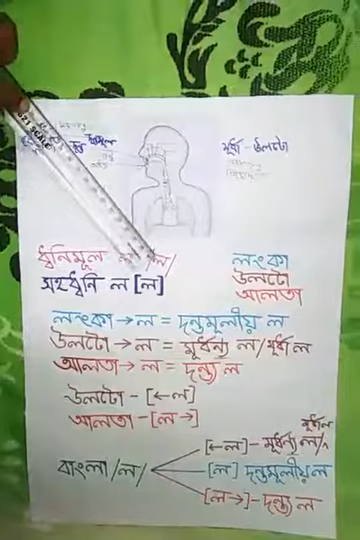 মূর্ধা - উলটো
ধ্বনিমূল ল /ল/
সহধ্বনি ল [ল]
লংকা
উলটো
আলতা
লংকা → ল = দন্তমূলীয় ল
উলটো → ল = মূর্ধন্য ল/মূর্ধা ল
আলতা → ল = দন্ত্য ল
উলটো - [←ল]
আলতা - [ল→]
[←ল] - মূর্ধন্য ল/
মূর্ধা ল
বাংলা /ল/
[ল] দন্তমূলীয় ল
[ল→] - দন্ত্য ল